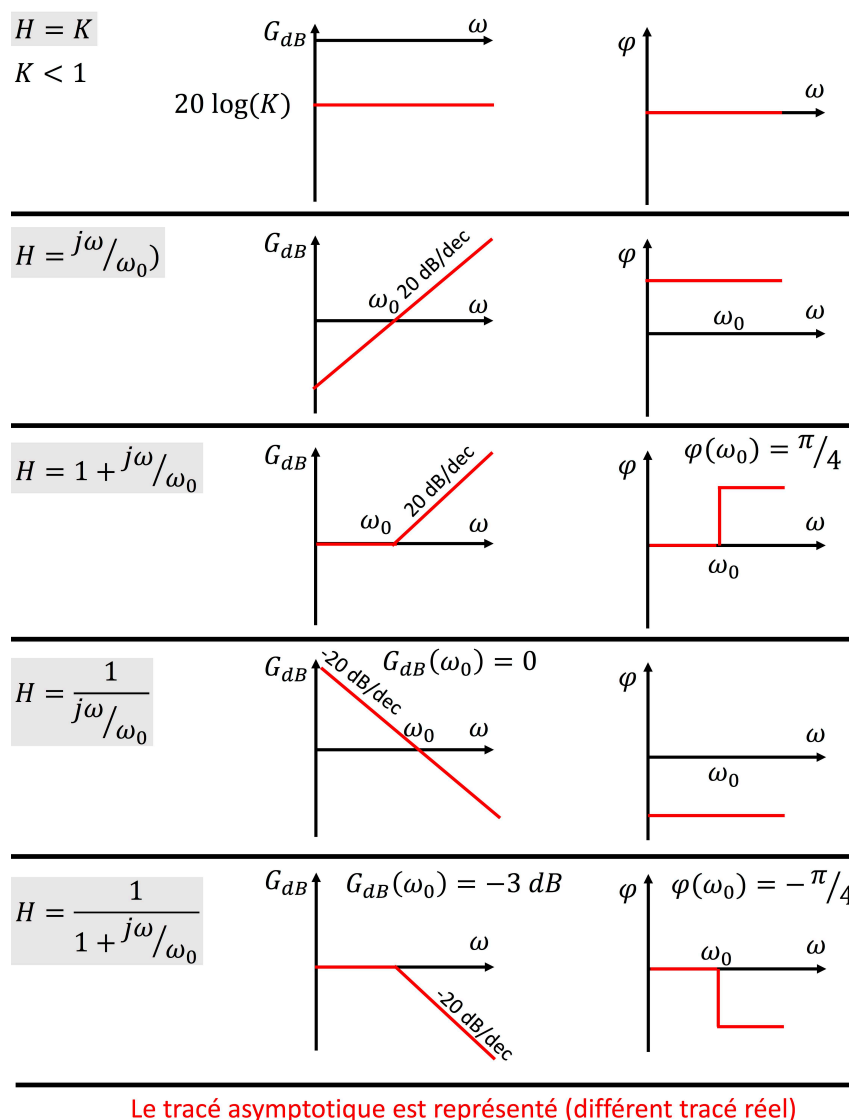 H = K
K < 1
G_dB
ω
20 log(K)
φ
ω
H = jω/ω₀)
G_dB
ω₀
20 dB/dec
ω
φ
ω
ω₀
H = 1 + jω/ω₀
G_dB
ω₀
20 dB/dec
ω
φ
φ(ω₀) = π/4
ω
ω₀
H = 1/(jω/ω₀)
G_dB
-20 dB/dec
G_dB(ω₀) = 0
ω₀
ω
φ
ω
ω₀
H = 1/(1 + jω/ω₀)
G_dB
G_dB(ω₀) = −3 dB
ω
-20 dB/dec
φ
φ(ω₀) = −π/4
ω₀
ω
Le tracé asymptotique est représenté (différent tracé réel)